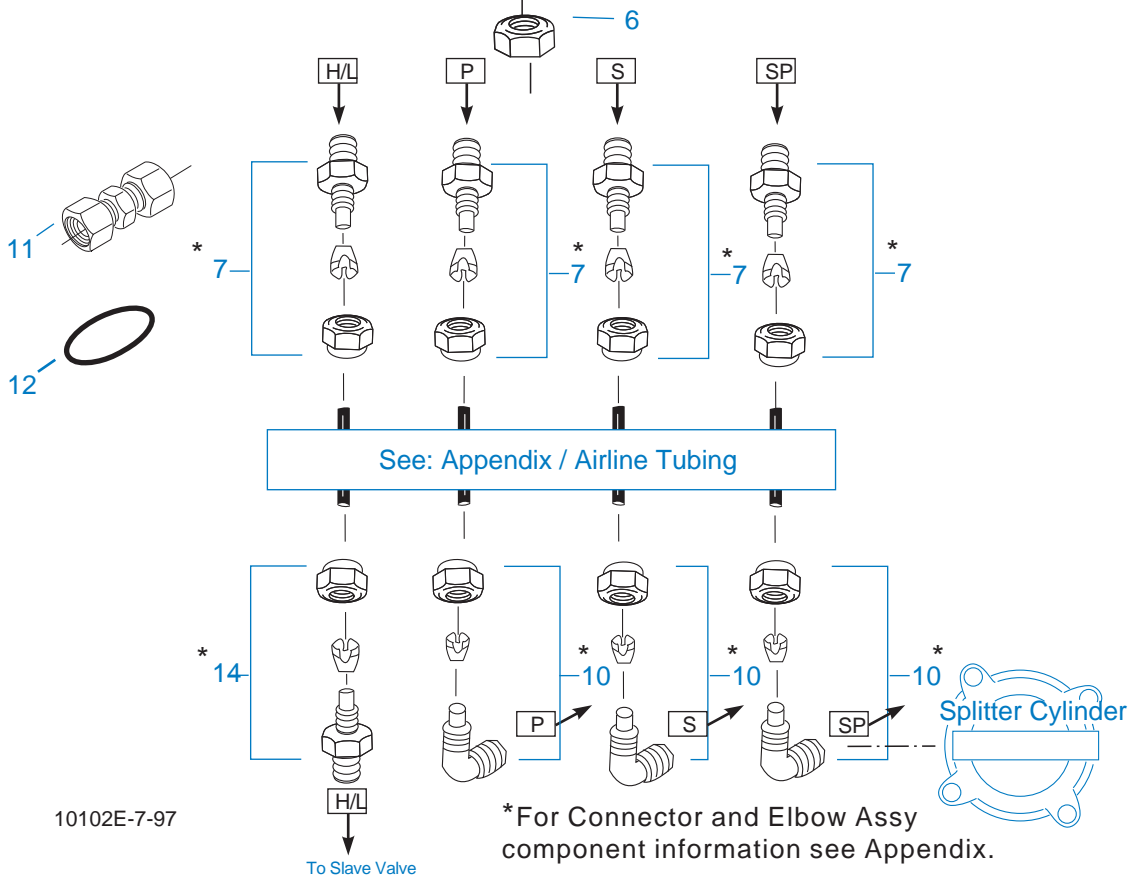 6
H/L P S SP
11
* 7 * 7 * 7 * 7
12
See: Appendix / Airline Tubing
* 14 * 10 * 10 * 10
P S SP
Splitter Cylinder
H/L
10102E-7-97
*For Connector and Elbow Assy
component information see Appendix.
To Slave Valve